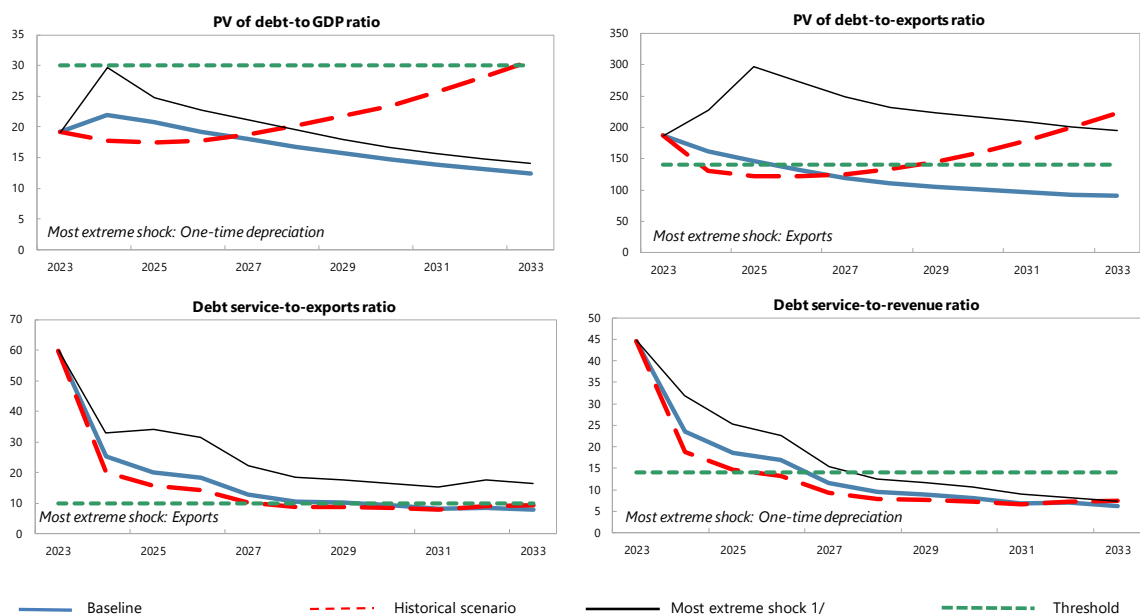 PV of debt-to GDP ratio
35
30
25
20
15
10
5
0
Most extreme shock: One-time depreciation
2023 2025 2027 2029 2031 2033
PV of debt-to-exports ratio
350
300
250
200
150
100
50
0
Most extreme shock: Exports
2023 2025 2027 2029 2031 2033
Debt service-to-exports ratio
70
60
50
40
30
20
10
0
Most extreme shock: Exports
2023 2025 2027 2029 2031 2033
Debt service-to-revenue ratio
50
45
40
35
30
25
20
15
10
5
0
Most extreme shock: One-time depreciation
2023 2025 2027 2029 2031 2033
Baseline Historical scenario Most extreme shock 1/ Threshold